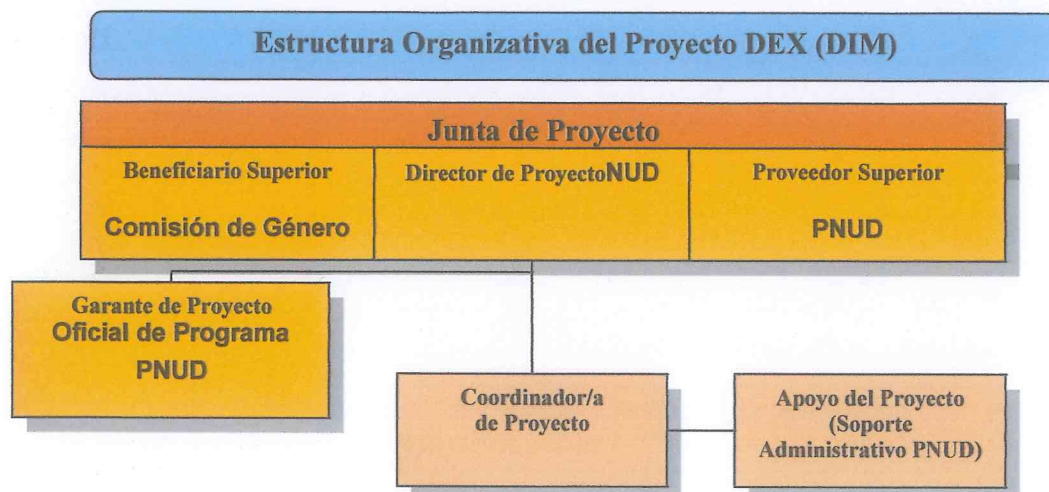 Estructura Organizativa del Proyecto DEX (DIM)
Junta de Proyecto
Beneficiario Superior
Comisión de Género
Director de ProyectoNUD
Proveedor Superior
PNUD
Garante de Proyecto
Oficial de Programa
PNUD
Coordinador/a
de Proyecto
Apoyo del Proyecto
(Soporte
Administrativo PNUD)